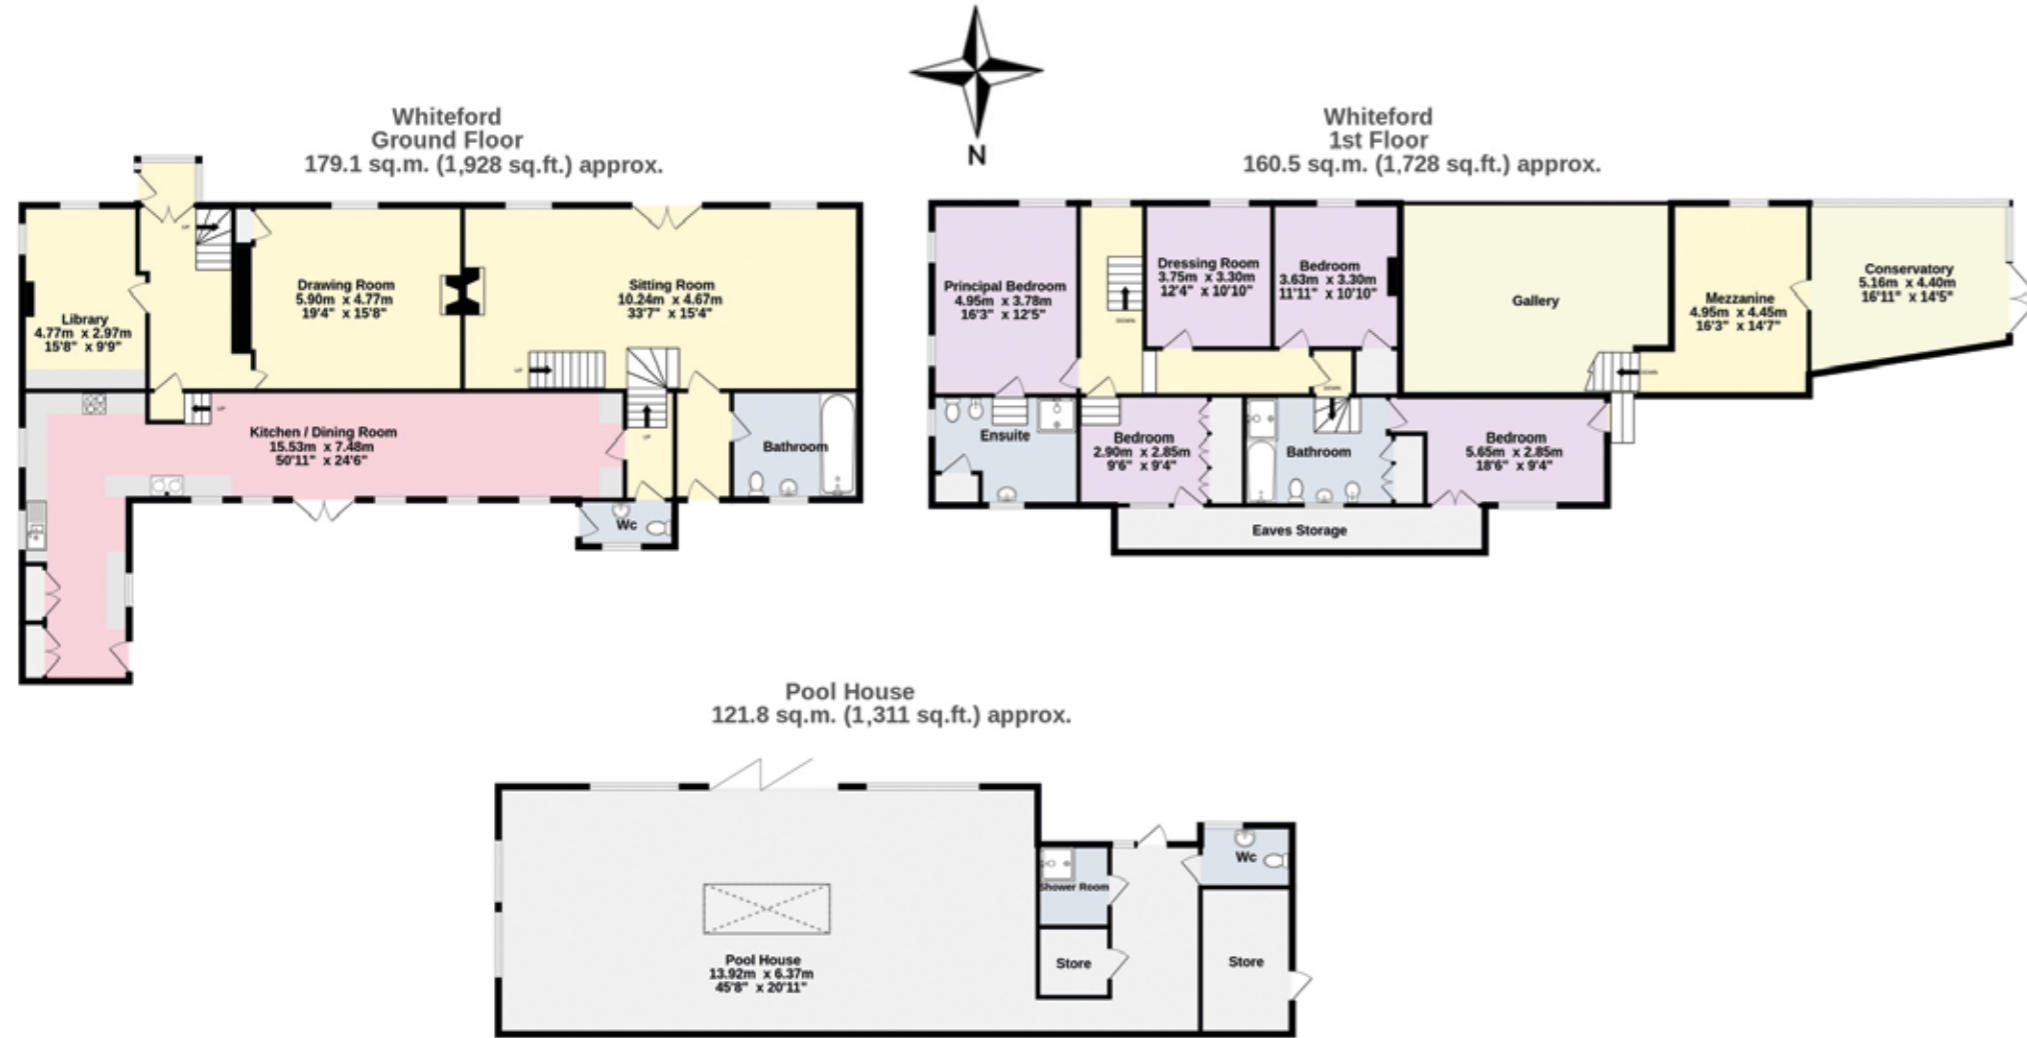 N
Whiteford
Ground Floor
179.1 sq.m. (1,928 sq.ft.) approx.
UP
Library
4.77m x 2.97m
15'8" x 9'9"
Drawing Room
5.90m x 4.77m
19'4" x 15'8"
Sitting Room
10.24m x 4.67m
33'7" x 15'4"
UP
UP
Kitchen / Dining Room
15.53m x 7.48m
50'11" x 24'6"
UP
Bathroom
Wc
Whiteford
1st Floor
160.5 sq.m. (1,728 sq.ft.) approx.
Principal Bedroom
4.95m x 3.78m
16'3" x 12'5"
DOWN
Dressing Room
3.75m x 3.30m
12'4" x 10'10"
Bedroom
3.63m x 3.30m
11'11" x 10'10"
Gallery
Mezzanine
4.95m x 4.45m
16'3" x 14'7"
Conservatory
5.16m x 4.40m
16'11" x 14'5"
DOWN
DOWN
Ensuite
Bedroom
2.90m x 2.85m
9'6" x 9'4"
Bathroom
Bedroom
5.65m x 2.85m
18'6" x 9'4"
Eaves Storage
Pool House
121.8 sq.m. (1,311 sq.ft.) approx.
Pool House
13.92m x 6.37m
45'8" x 20'11"
Shower Room
Store
Wc
Store